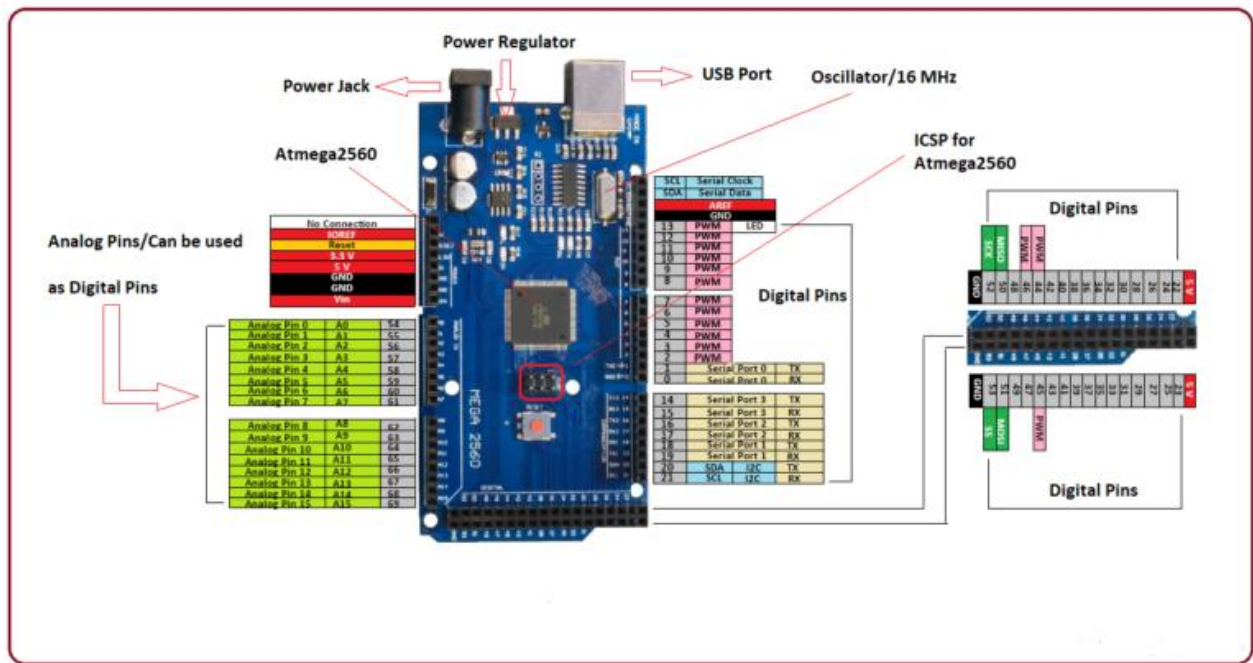 Power Regulator
Power Jack
USB Port
Oscillator/16 MHz
Atmega2560
ICSP for
Atmega2560
Analog Pins/Can be used
as Digital Pins
No Connection
IOREF
Reset
3.3 V
5 V
GND
GND
Vin
Analog Pin 0 A0 54
Analog Pin 1 A1 55
Analog Pin 2 A2 56
Analog Pin 3 A3 57
Analog Pin 4 A4 58
Analog Pin 5 A5 59
Analog Pin 6 A6 60
Analog Pin 7 A7 61
Analog Pin 8 A8 62
Analog Pin 9 A9 63
Analog Pin 10 A10 64
Analog Pin 11 A11 65
Analog Pin 12 A12 66
Analog Pin 13 A13 67
Analog Pin 14 A14 68
Analog Pin 15 A15 69
MEGA 2560
RESET
SCL Serial Clock
SDA Serial Data
AREF
GND
13 PWM LED
12 PWM
11 PWM
10 PWM
9 PWM
8 PWM
7 PWM
6 PWM
5 PWM
4 PWM
3 PWM
2 PWM
1 Serial Port 0 TX
0 Serial Port 0 RX
14 Serial Port 3 TX
15 Serial Port 3 RX
16 Serial Port 2 TX
17 Serial Port 2 RX
18 Serial Port 1 TX
19 Serial Port 1 RX
20 SDA I2C TX
21 SCL I2C RX
Digital Pins
Digital Pins
SCK MISO PWM PWM
GND 52 50 48 46 44 42 40 38 36 34 32 30 28 26 24 22 5 V
GND 53 51 49 47 45 43 41 39 37 35 33 31 29 27 25 23 5 V
SS MOSI PWM
Digital Pins